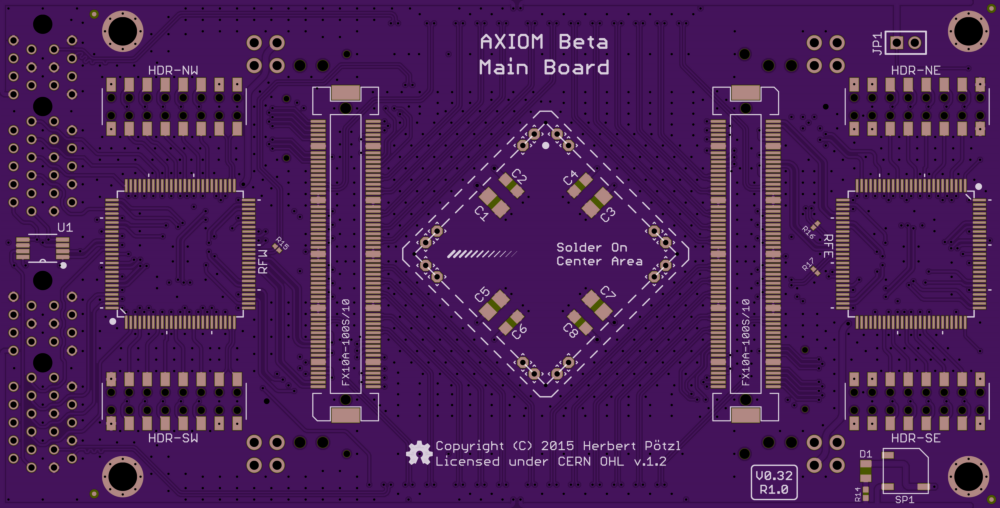 AXIOM Beta
Main Board
JP1
HDR-NW
HDR-NE
C2
C1
C4
C3
U1
R15
RFW
Solder On
Center Area
R16
RFE
R17
C5
C6
C7
C8
FX10A-100S/10
FX10A-100S/10
HDR-SW
HDR-SE
Copyright (C) 2015 Herbert Pötzl
Licensed under CERN OHL v.1.2
D1
V0.32
R1.0
R14
SP1